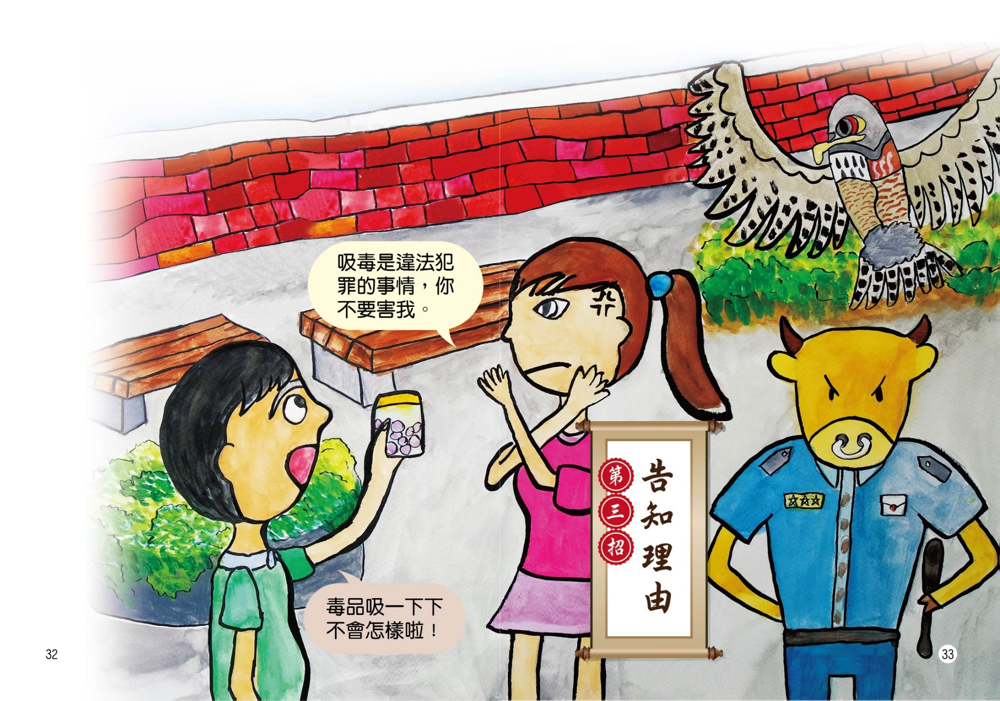 吸毒是違法犯
罪的事情，你
不要害我。
第三招
告知理由
毒品吸一下下
不會怎樣啦！
32
33